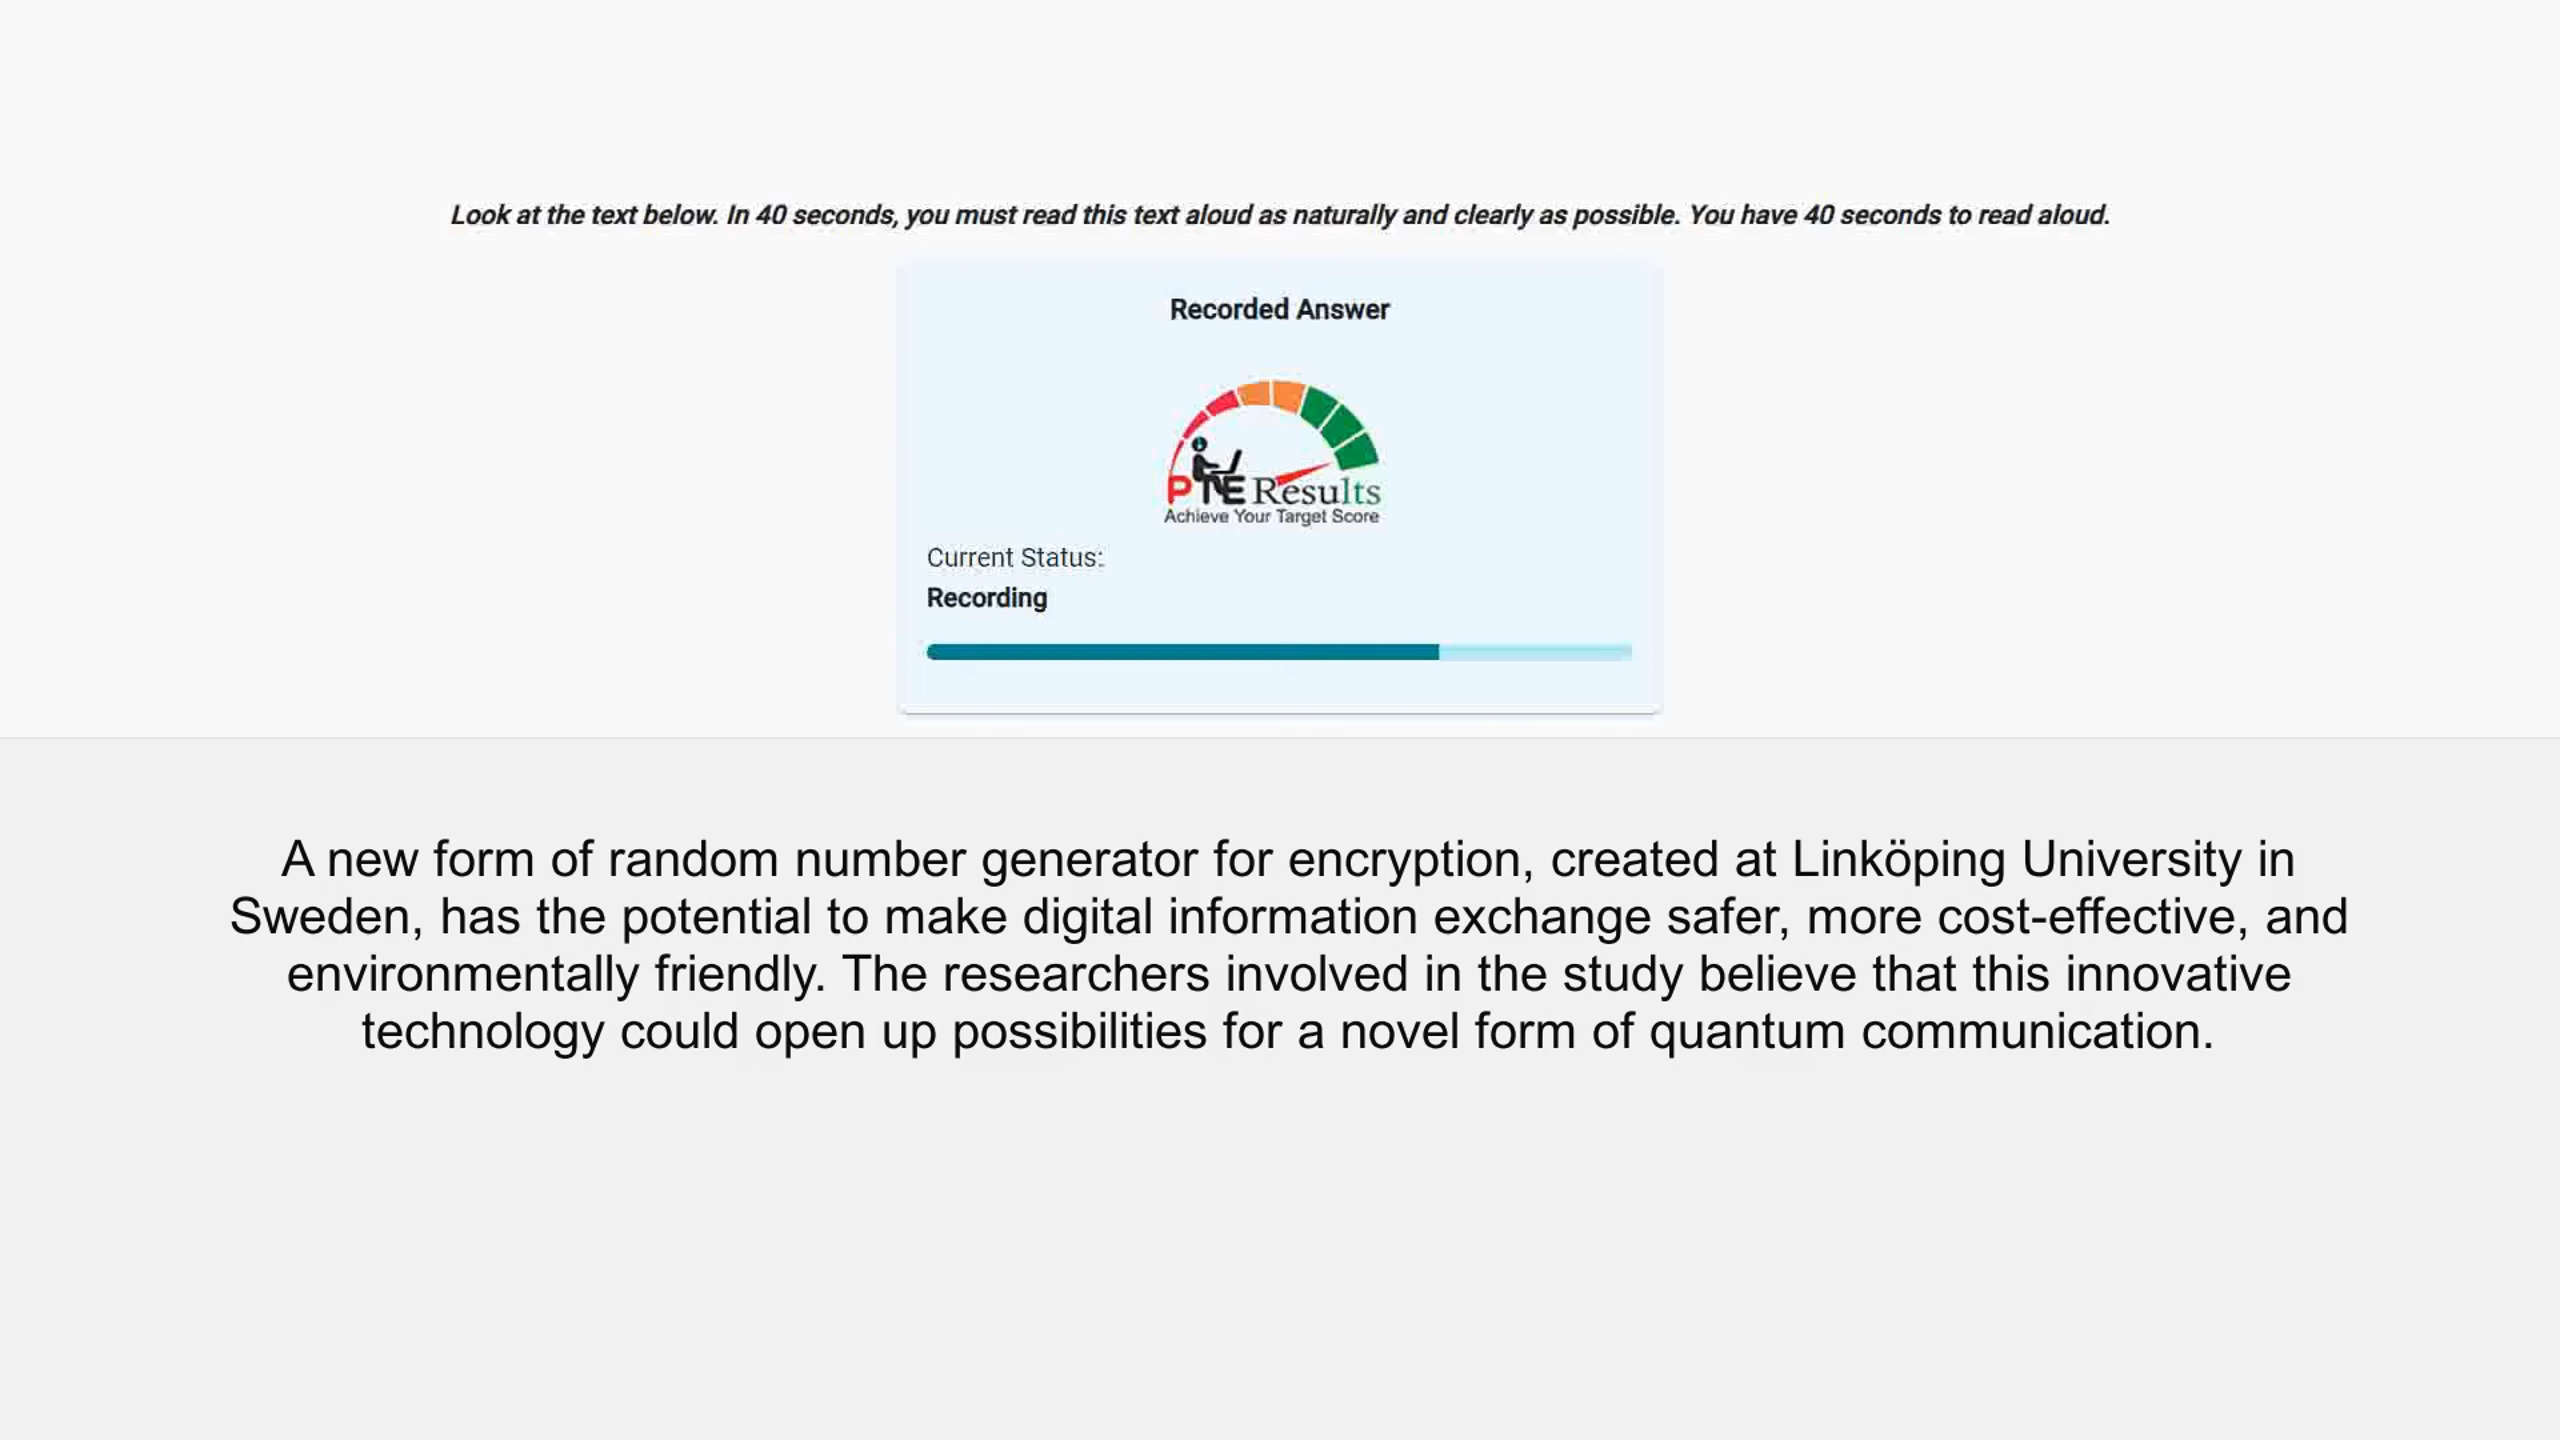 Look at the text below. In 40 seconds, you must read this text aloud as naturally and clearly as possible. You have 40 seconds to read aloud.
Recorded Answer
PTE Results
Achieve Your Target Score
Current Status:
Recording
A new form of random number generator for encryption, created at Linköping University in
Sweden, has the potential to make digital information exchange safer, more cost-effective, and
environmentally friendly. The researchers involved in the study believe that this innovative
technology could open up possibilities for a novel form of quantum communication.